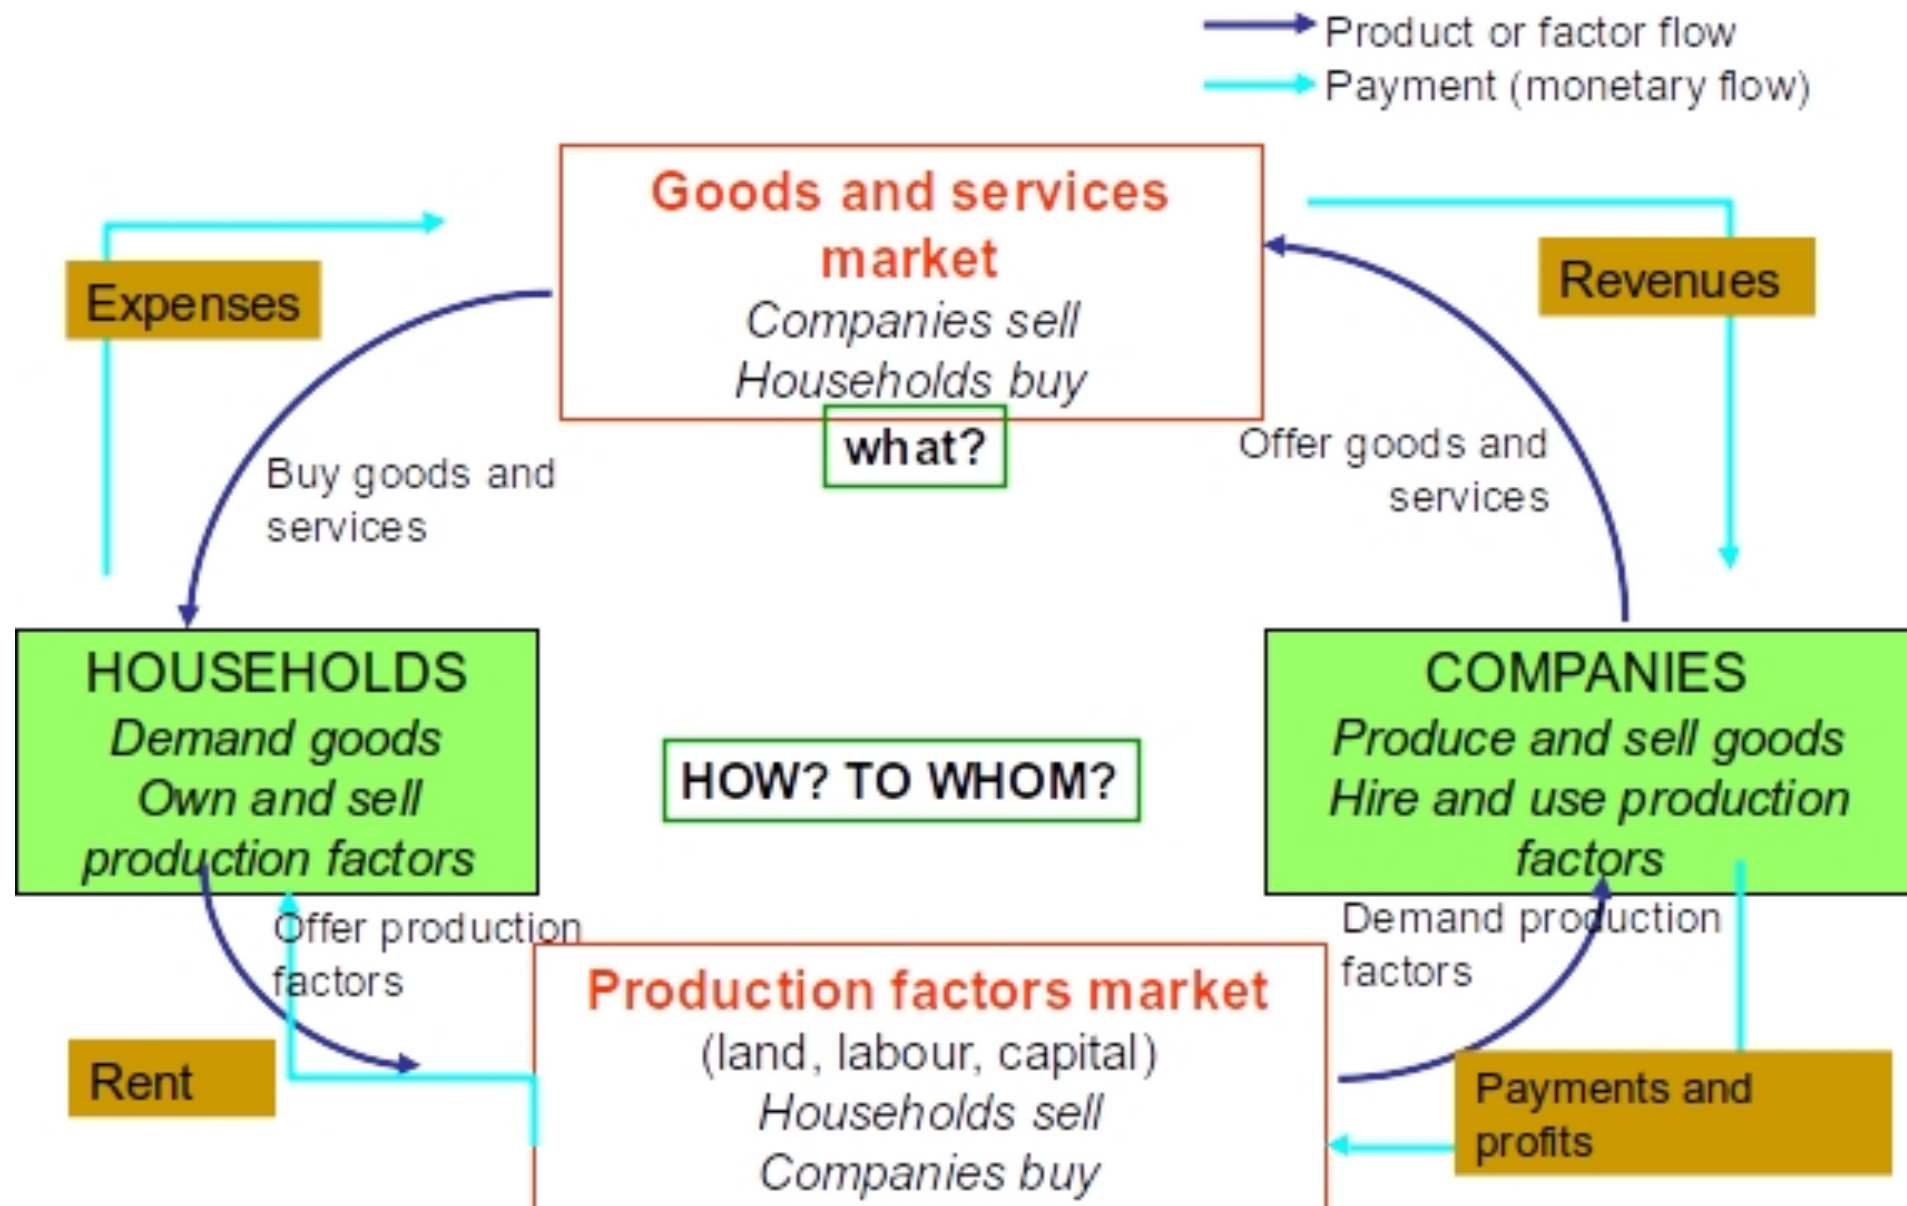 Product or factor flow
Payment (monetary flow)
Goods and services
market
Companies sell
Households buy
what?
Expenses
Revenues
Buy goods and
services
Offer goods and
services
HOUSEHOLDS
Demand goods
Own and sell
production factors
HOW? TO WHOM?
COMPANIES
Produce and sell goods
Hire and use production
factors
Offer production
factors
Demand production
factors
Production factors market
(land, labour, capital)
Households sell
Companies buy
Rent
Payments and
profits